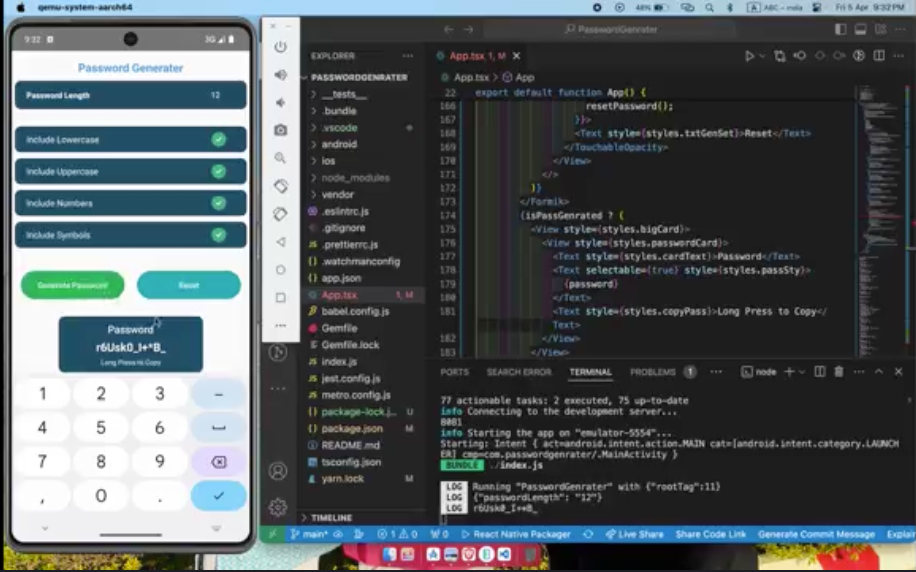 qemu-system-aarch64
48%
ABC – mola
Fri 5 Apr 9:32 PM
9:32
3G
Password Generater
Password Length 12
Include Lowercase
Include Uppercase
Include Numbers
Include Symbols
Generate Password
Reset
Password
r6Usk0_I+*B_
Long Press to Copy
1 2 3 –
4 5 6
7 8 9
, 0 .
PasswordGenrater
EXPLORER
PASSWORDGENRATER
__tests__
.bundle
.vscode
android
ios
node_modules
vendor
.eslintrc.js
.gitignore
.prettierrc.js
.watchmanconfig
app.json
App.tsx 1, M
babel.config.js
Gemfile
Gemfile.lock
index.js
jest.config.js
metro.config.js
package-lock.j... U
package.json M
README.md
tsconfig.json
yarn.lock M
TIMELINE
App.tsx 1, M
App.tsx > App
22 export default function App() {
166 resetPassword();
167 }}>
168 <Text style={styles.txtGenSet}>Reset</Text>
169 </TouchableOpacity>
170 </View>
171 </>
172 )}
173 </Formik>
174 {isPassGenrated ? (
175 <View style={styles.bigCard}>
176 <View style={styles.passwordCard}>
177 <Text style={styles.cardText}>Password</Text>
178 <Text selectable={true} style={styles.passSty}>
179 {password}
180 </Text>
181 <Text style={styles.copyPass}>Long Press to Copy</
Text>
182 </View>
183 </View>
PORTS SEARCH ERROR TERMINAL PROBLEMS 1 ... node
77 actionable tasks: 2 executed, 75 up-to-date
info Connecting to the development server...
8081
info Starting the app on "emulator-5554"...
Starting: Intent { act=android.intent.action.MAIN cat=[android.intent.category.LAUNCH
ER] cmp=com.passwordgenrater/.MainActivity }
BUNDLE ./index.js
LOG Running "PasswordGenrater" with {"rootTag":11}
LOG {"passwordLength": "12"}
LOG r6Usk0_I+*B_
main* 1 0 0 React Native Packager Live Share Share Code Link Generate Commit Message Explai